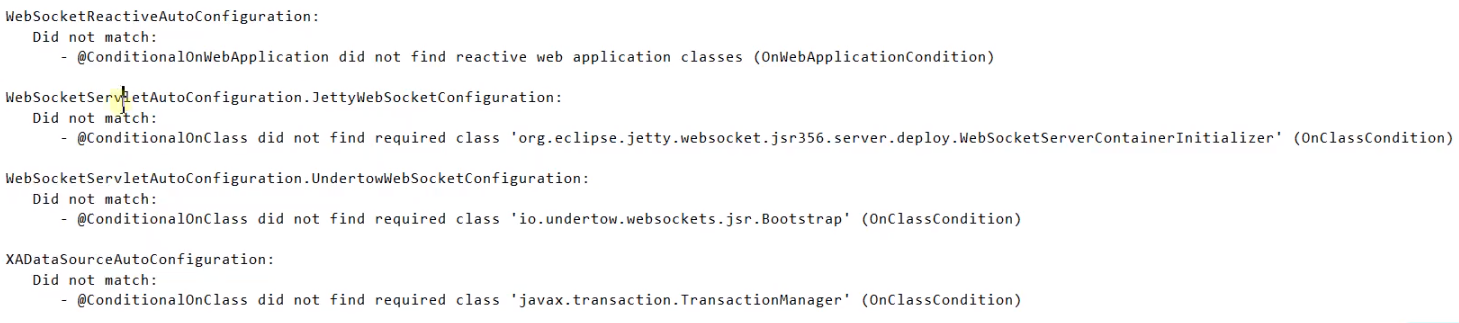 WebSocketReactiveAutoConfiguration:
Did not match:
- @ConditionalOnWebApplication did not find reactive web application classes (OnWebApplicationCondition)
WebSocketServletAutoConfiguration.JettyWebSocketConfiguration:
Did not match:
- @ConditionalOnClass did not find required class 'org.eclipse.jetty.websocket.jsr356.server.deploy.WebSocketServerContainerInitializer' (OnClassCondition)
WebSocketServletAutoConfiguration.UndertowWebSocketConfiguration:
Did not match:
- @ConditionalOnClass did not find required class 'io.undertow.websockets.jsr.Bootstrap' (OnClassCondition)
XADataSourceAutoConfiguration:
Did not match:
- @ConditionalOnClass did not find required class 'javax.transaction.TransactionManager' (OnClassCondition)